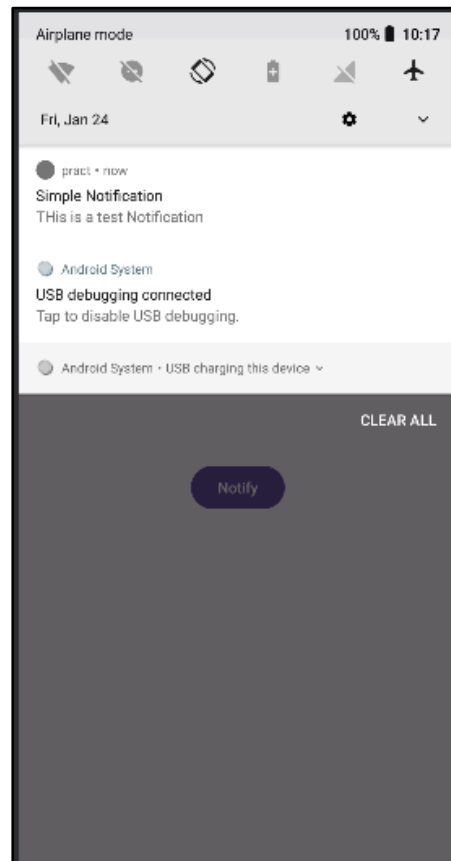 Airplane mode 100% 10:17
Fri, Jan 24
pract • now
Simple Notification
THis is a test Notification
Android System
USB debugging connected
Tap to disable USB debugging.
Android System • USB charging this device
CLEAR ALL
Notify